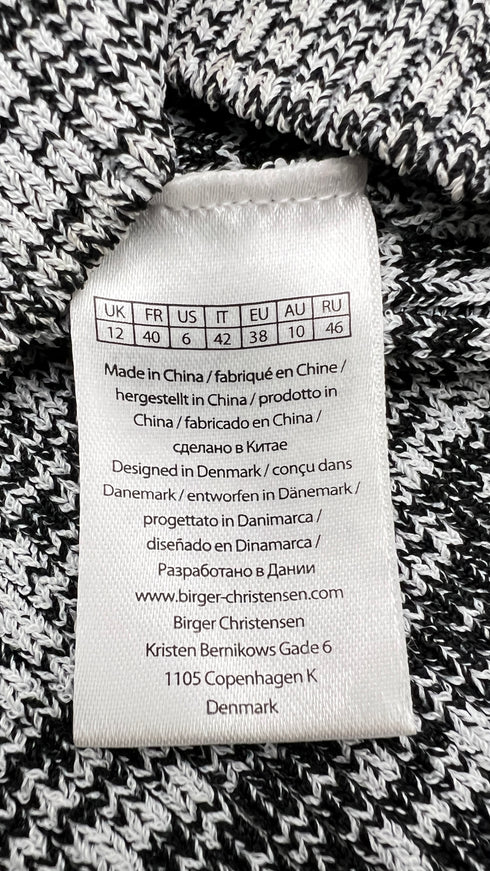 UK FR US IT EU AU RU
12 40 6 42 38 10 46
Made in China / fabriqué en Chine /
hergestellt in China / prodotto in
China / fabricado en China /
сделано в Китае
Designed in Denmark / conçu dans
Danemark / entworfen in Dänemark /
progettato in Danimarca /
diseñado en Dinamarca /
Разработано в Дании
www.birger-christensen.com
Birger Christensen
Kristen Bernikows Gade 6
1105 Copenhagen K
Denmark